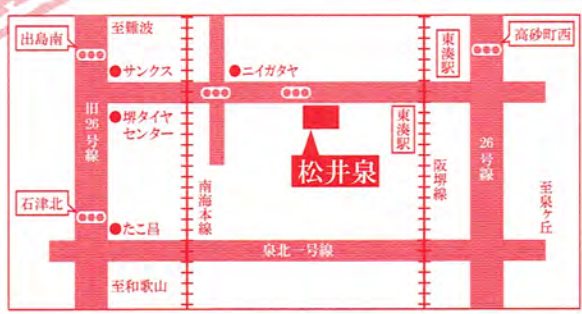 出島南
至難波
東湊駅
高砂町西
●サンクス
●ニイガタヤ
旧26号線
●堺タイヤ
センター
東湊駅
26号線
松井泉
南海本線
阪堺線
至泉ヶ丘
石津北
●たこ昌
泉北一号線
至和歌山